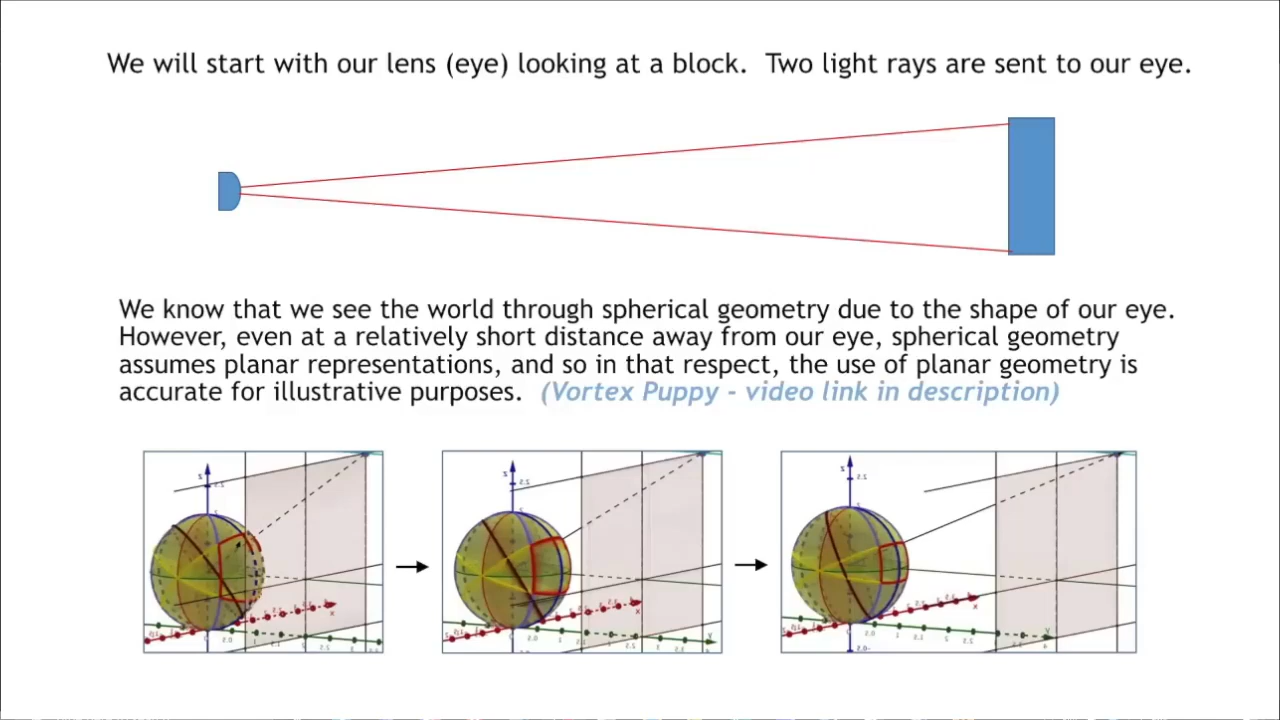 We will start with our lens (eye) looking at a block. Two light rays are sent to our eye.
We know that we see the world through spherical geometry due to the shape of our eye.
However, even at a relatively short distance away from our eye, spherical geometry
assumes planar representations, and so in that respect, the use of planar geometry is
accurate for illustrative purposes. (Vortex Puppy - video link in description)